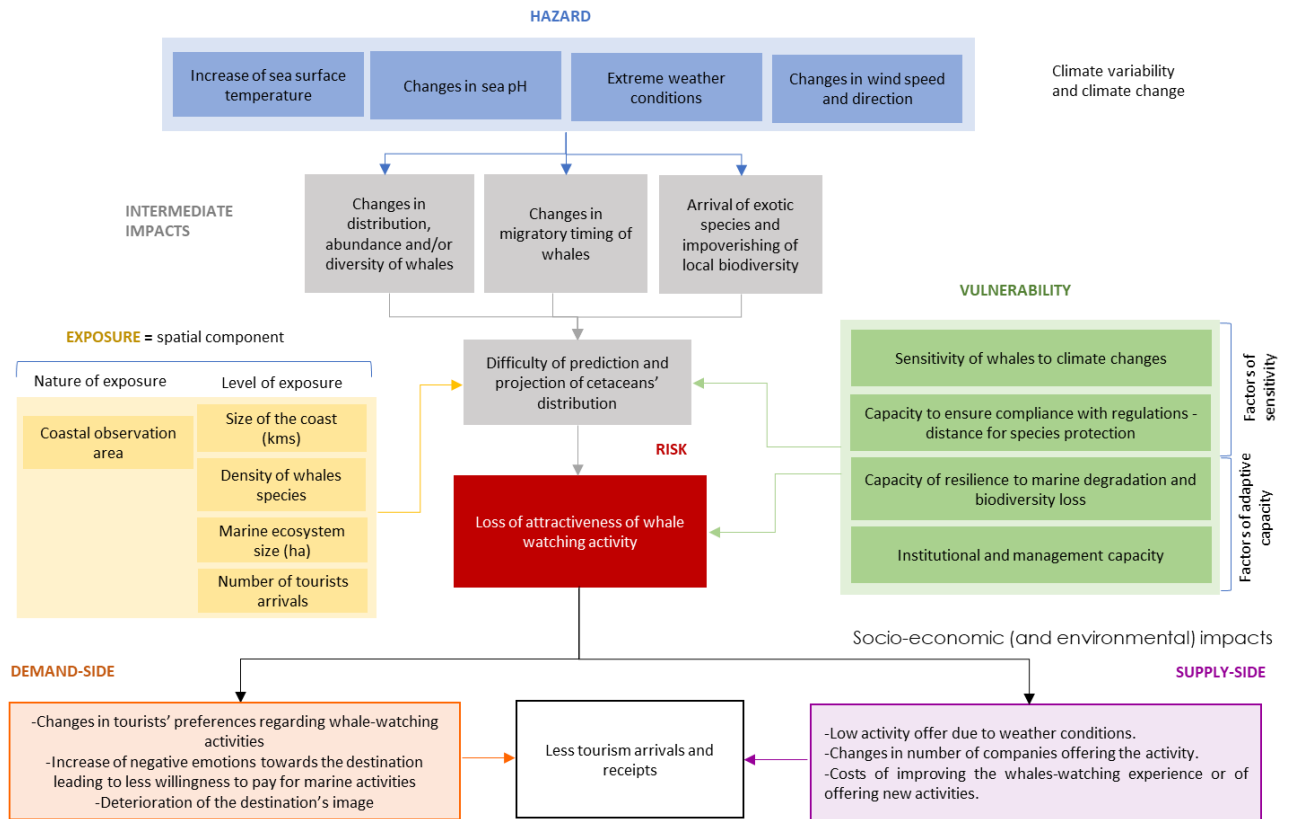 HAZARD
Increase of sea surface
temperature
Changes in sea pH
Extreme weather
conditions
Changes in wind speed
and direction
Climate variability
and climate change
INTERMEDIATE
IMPACTS
Changes in
distribution,
abundance and/or
diversity of whales
Changes in
migratory timing of
whales
Arrival of exotic
species and
impoverishing of
local biodiversity
VULNERABILITY
EXPOSURE = spatial component
Nature of exposure
Level of exposure
Coastal observation
area
Size of the coast
(kms)
Density of whales
species
Marine ecosystem
size (ha)
Number of tourists
arrivals
Difficulty of prediction and
projection of cetaceans’
distribution
RISK
Loss of attractiveness of whale
watching activity
Sensitivity of whales to climate changes
Capacity to ensure compliance with regulations -
distance for species protection
Capacity of resilience to marine degradation and
biodiversity loss
Institutional and management capacity
Factors of
sensitivity
Factors of adaptive
capacity
Socio-economic (and environmental) impacts
DEMAND-SIDE
SUPPLY-SIDE
-Changes in tourists’ preferences regarding whale-watching
activities
-Increase of negative emotions towards the destination
leading to less willingness to pay for marine activities
-Deterioration of the destination’s image
Less tourism arrivals and
receipts
-Low activity offer due to weather conditions.
-Changes in number of companies offering the activity.
-Costs of improving the whales-watching experience or of
offering new activities.